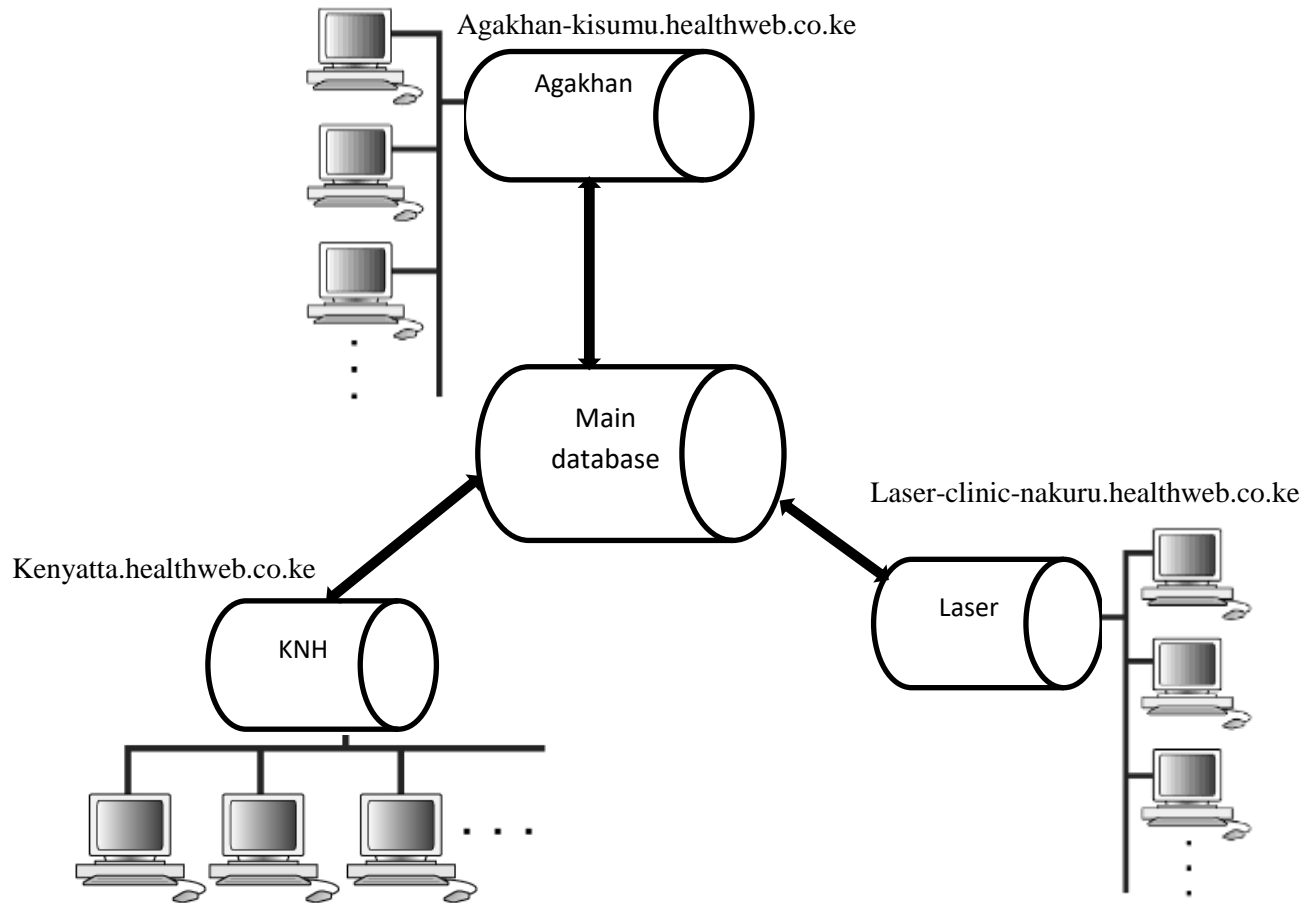 Agakhan-kisumu.healthweb.co.ke
Agakhan
Main
database
Laser-clinic-nakuru.healthweb.co.ke
Kenyatta.healthweb.co.ke
Laser
KNH